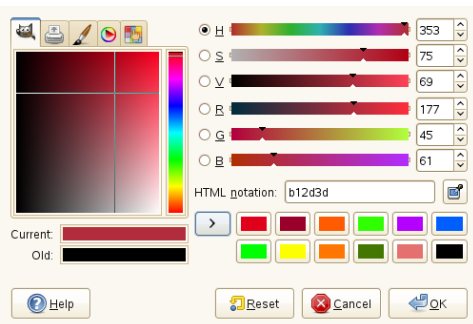 H 353
S 75
V 69
R 177
G 45
B 61
HTML notation: b12d3d
>
Current:
Old:
Help Reset Cancel OK